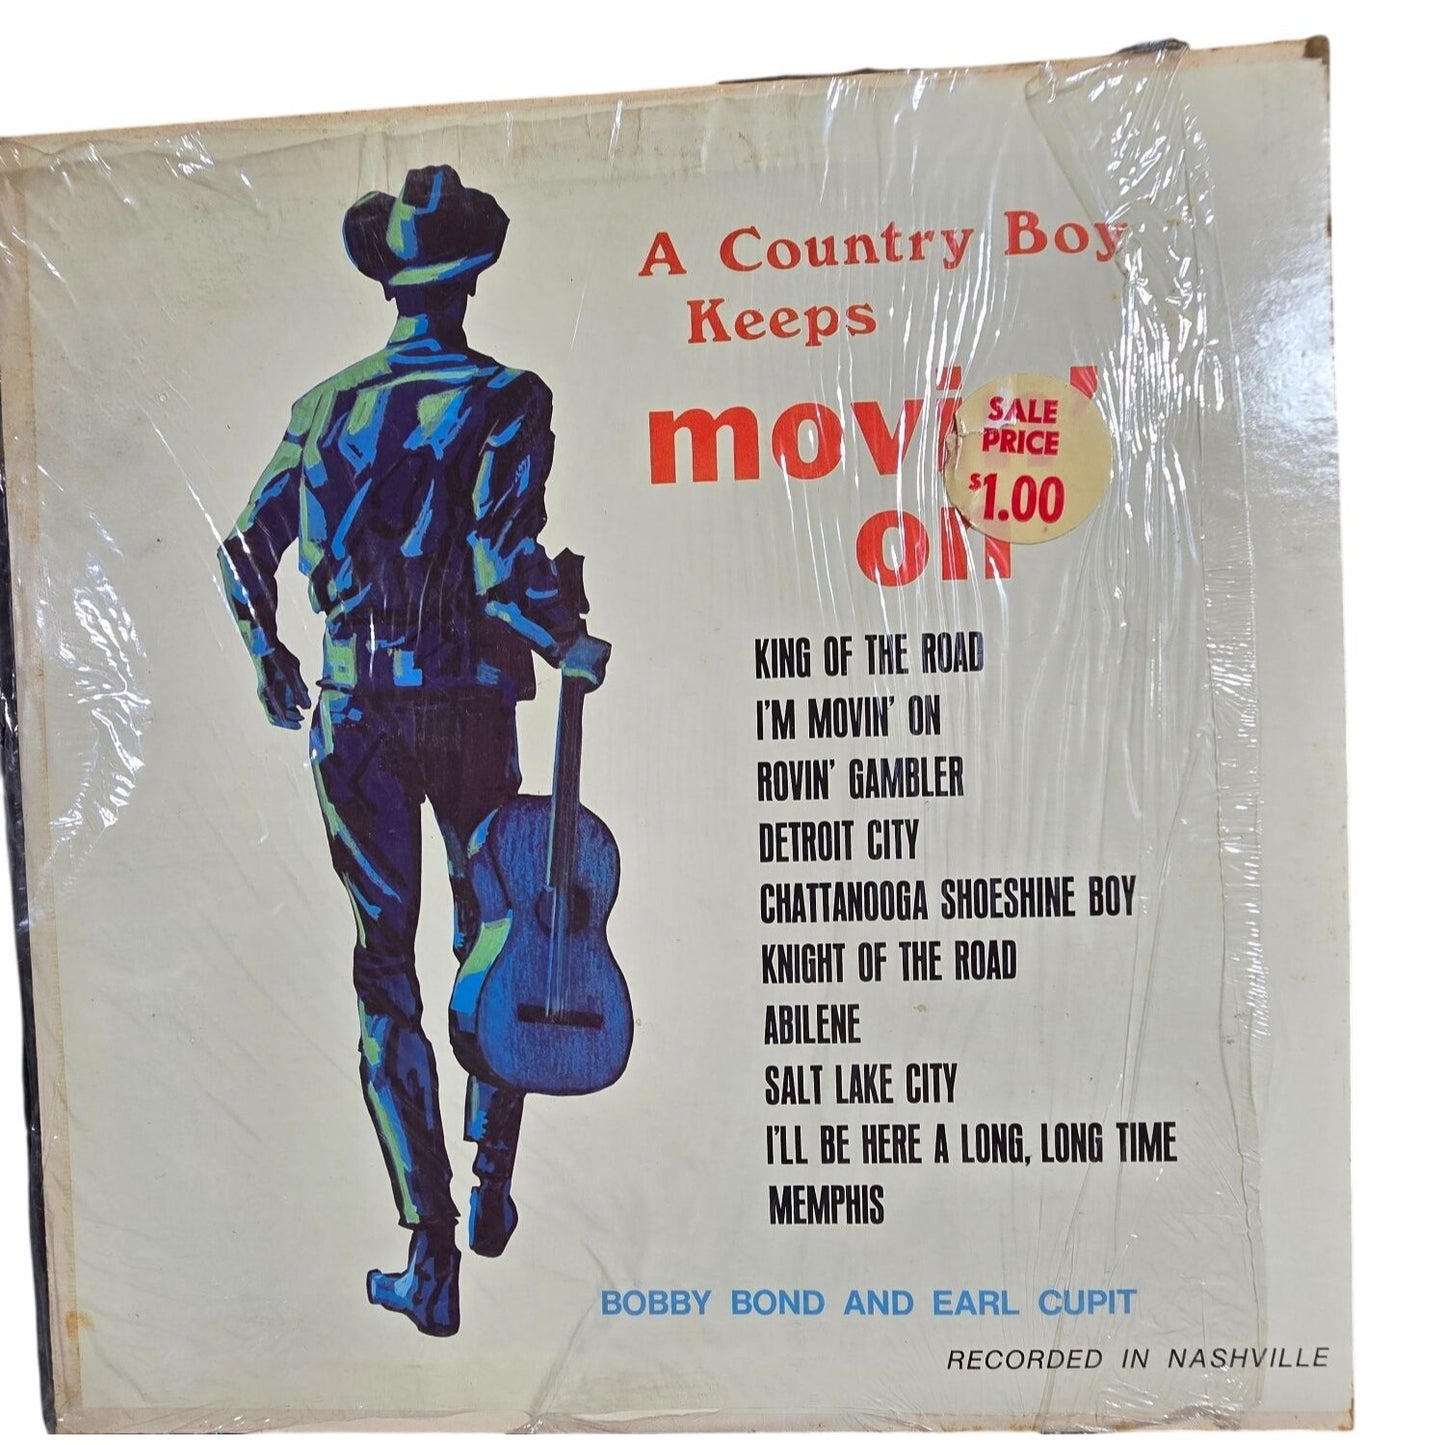 A Country Boy
Keeps
movin'
on
SALE
PRICE
$1.00
KING OF THE ROAD
I'M MOVIN' ON
ROVIN' GAMBLER
DETROIT CITY
CHATTANOOGA SHOESHINE BOY
KNIGHT OF THE ROAD
ABILENE
SALT LAKE CITY
I'LL BE HERE A LONG, LONG TIME
MEMPHIS
BOBBY BOND AND EARL CUPIT
RECORDED IN NASHVILLE